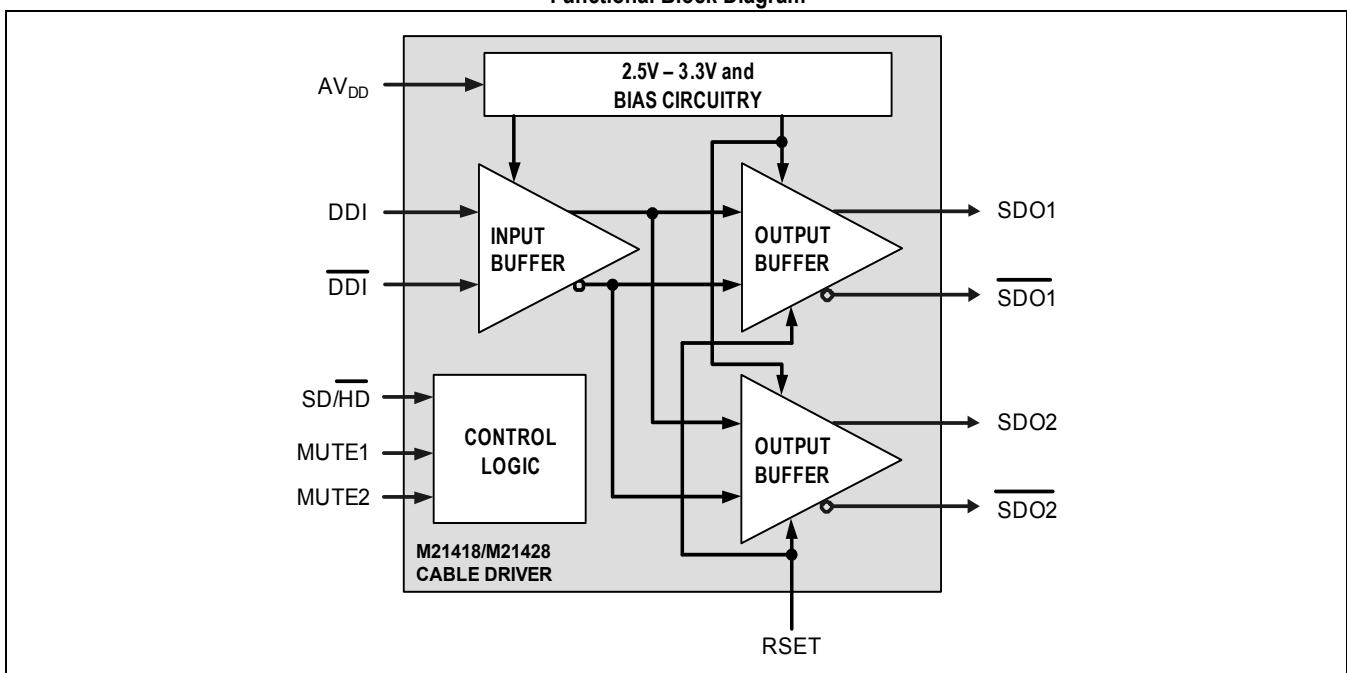 Functional Block Diagram
2.5V – 3.3V and
BIAS CIRCUITRY
AVDD
DDI
DDI
INPUT
BUFFER
OUTPUT
BUFFER
SDO1
SDO1
SD/HD
MUTE1
MUTE2
CONTROL
LOGIC
OUTPUT
BUFFER
SDO2
SDO2
M21418/M21428
CABLE DRIVER
RSET